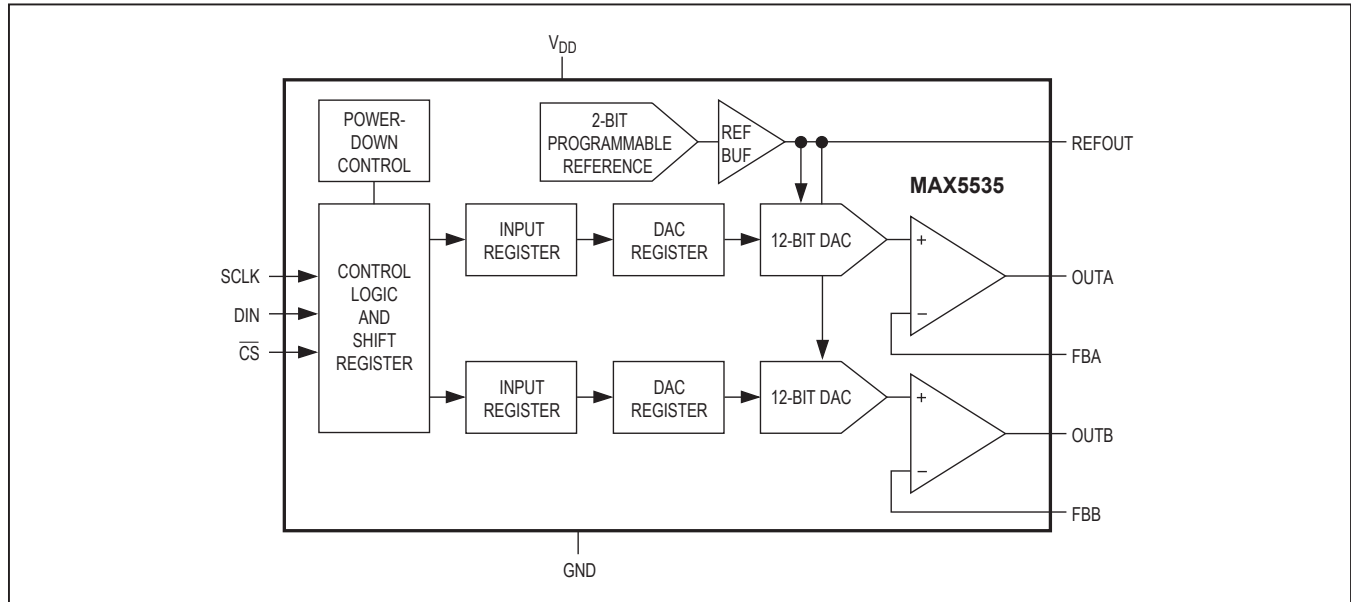 VDD
POWER-
DOWN
CONTROL
2-BIT
PROGRAMMABLE
REFERENCE
REF
BUF
REFOUT
MAX5535
CONTROL
LOGIC
AND
SHIFT
REGISTER
INPUT
REGISTER
DAC
REGISTER
12-BIT DAC
+
−
SCLK
DIN
CS
OUTA
FBA
INPUT
REGISTER
DAC
REGISTER
12-BIT DAC
+
−
OUTB
FBB
GND